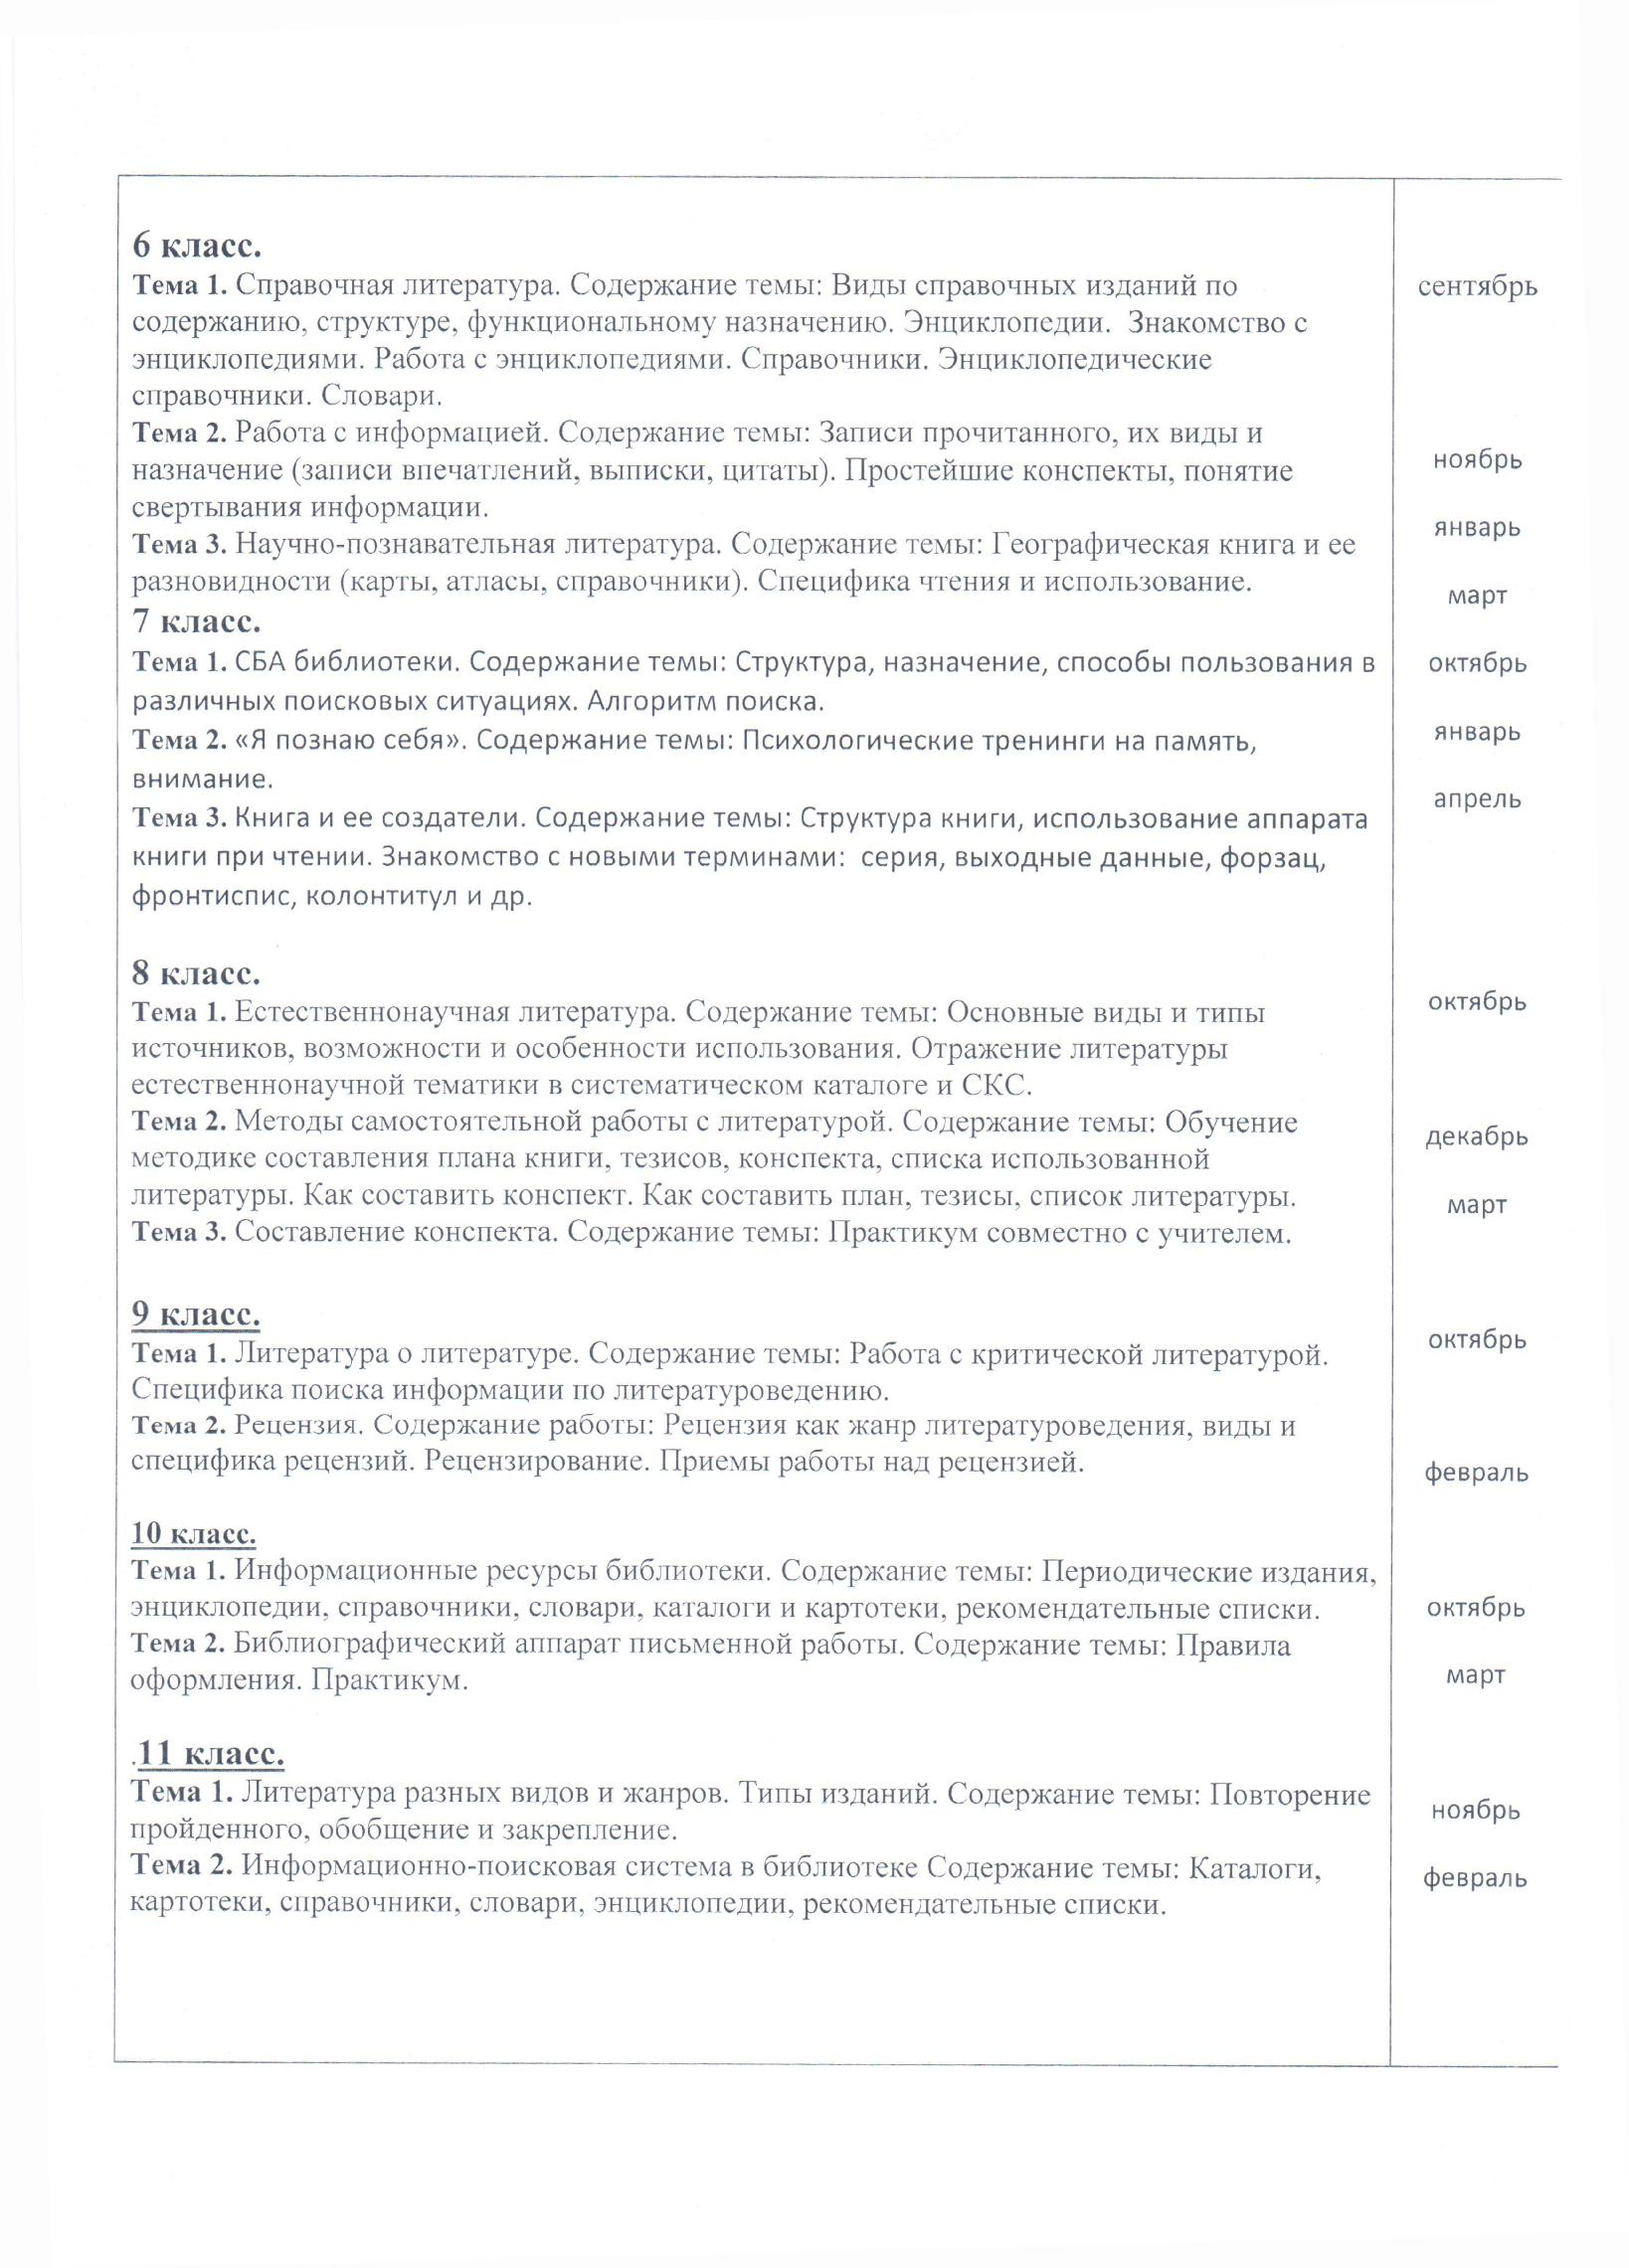 6 класс.
Тема 1. Справочная литература. Содержание темы: Виды справочных изданий по
содержанию, структуре, функциональному назначению. Энциклопедии. Знакомство с
энциклопедиями. Работа с энциклопедиями. Справочники. Энциклопедические
справочники. Словари.
Тема 2. Работа с информацией. Содержание темы: Записи прочитанного, их виды и
назначение (записи впечатлений, выписки, цитаты). Простейшие конспекты, понятие
свертывания информации.
Тема 3. Научно-познавательная литература. Содержание темы: Географическая книга и ее
разновидности (карты, атласы, справочники). Специфика чтения и использование.
7 класс.
Тема 1. СБА библиотеки. Содержание темы: Структура, назначение, способы пользования в
различных поисковых ситуациях. Алгоритм поиска.
Тема 2. «Я познаю себя». Содержание темы: Психологические тренинги на память,
внимание.
Тема 3. Книга и ее создатели. Содержание темы: Структура книги, использование аппарата
книги при чтении. Знакомство с новыми терминами: серия, выходные данные, форзац,
фронтиспис, колонтитул и др.
8 класс.
Тема 1. Естественнонаучная литература. Содержание темы: Основные виды и типы
источников, возможности и особенности использования. Отражение литературы
естественнонаучной тематики в систематическом каталоге и СКС.
Тема 2. Методы самостоятельной работы с литературой. Содержание темы: Обучение
методике составления плана книги, тезисов, конспекта, списка использованной
литературы. Как составить конспект. Как составить план, тезисы, список литературы.
Тема 3. Составление конспекта. Содержание темы: Практикум совместно с учителем.
9 класс.
Тема 1. Литература о литературе. Содержание темы: Работа с критической литературой.
Специфика поиска информации по литературоведению.
Тема 2. Рецензия. Содержание работы: Рецензия как жанр литературоведения, виды и
специфика рецензий. Рецензирование. Приемы работы над рецензией.
10 класс.
Тема 1. Информационные ресурсы библиотеки. Содержание темы: Периодические издания,
энциклопедии, справочники, словари, каталоги и картотеки, рекомендательные списки.
Тема 2. Библиографический аппарат письменной работы. Содержание темы: Правила
оформления. Практикум.
.11 класс.
Тема 1. Литература разных видов и жанров. Типы изданий. Содержание темы: Повторение
пройденного, обобщение и закрепление.
Тема 2. Информационно-поисковая система в библиотеке Содержание темы: Каталоги,
картотеки, справочники, словари, энциклопедии, рекомендательные списки.
сентябрь
ноябрь
январь
март
октябрь
январь
апрель
октябрь
декабрь
март
октябрь
февраль
октябрь
март
ноябрь
февраль